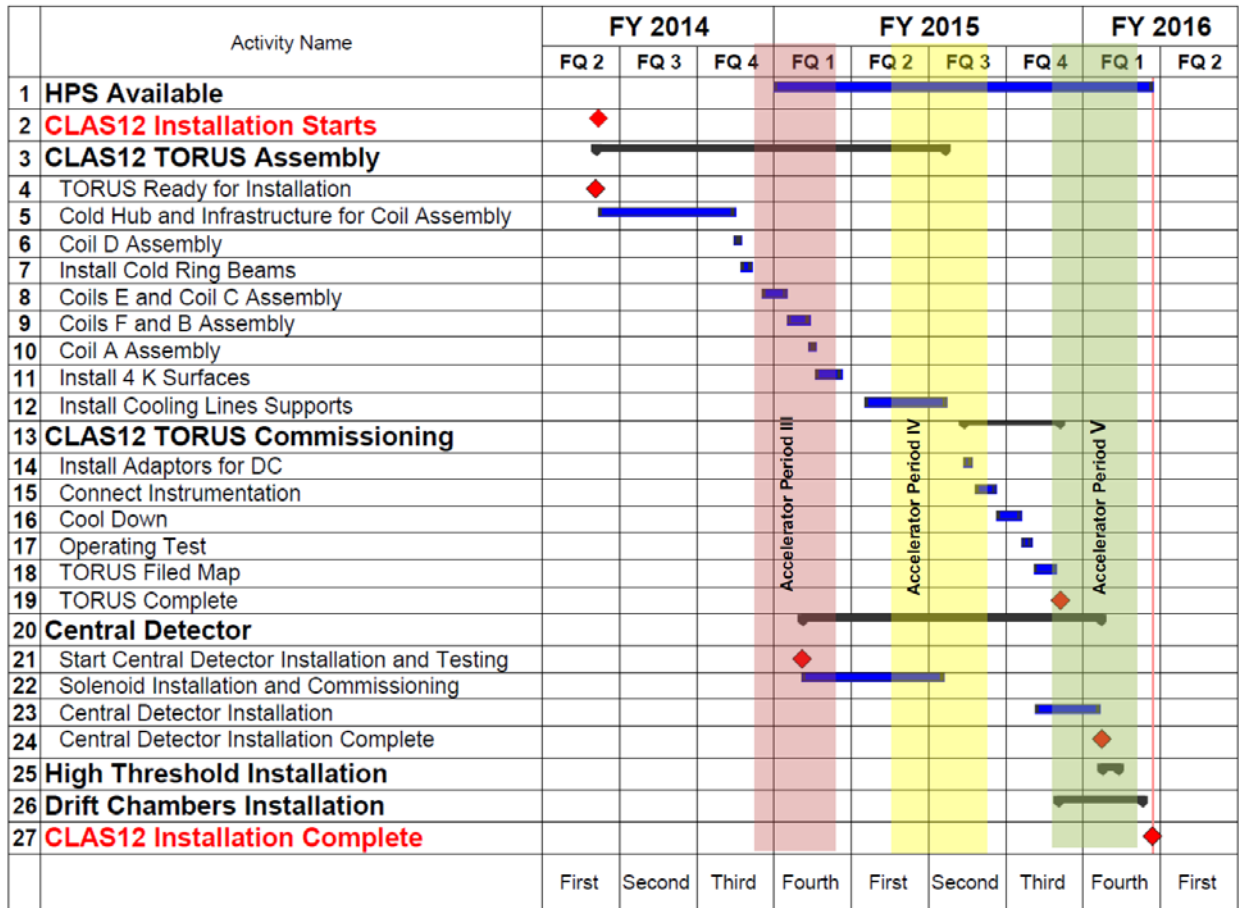 Activity Name
FY 2014 FY 2015 FY 2016
FQ 2 FQ 3 FQ 4 FQ 1 FQ 2 FQ 3 FQ 4 FQ 1 FQ 2
1 HPS Available
2 CLAS12 Installation Starts
3 CLAS12 TORUS Assembly
4 TORUS Ready for Installation
5 Cold Hub and Infrastructure for Coil Assembly
6 Coil D Assembly
7 Install Cold Ring Beams
8 Coils E and Coil C Assembly
9 Coils F and B Assembly
10 Coil A Assembly
11 Install 4 K Surfaces
12 Install Cooling Lines Supports
13 CLAS12 TORUS Commissioning
14 Install Adaptors for DC
15 Connect Instrumentation
16 Cool Down
17 Operating Test
18 TORUS Filed Map
19 TORUS Complete
20 Central Detector
21 Start Central Detector Installation and Testing
22 Solenoid Installation and Commissioning
23 Central Detector Installation
24 Central Detector Installation Complete
25 High Threshold Installation
26 Drift Chambers Installation
27 CLAS12 Installation Complete
Accelerator Period III
Accelerator Period IV
Accelerator Period V
First Second Third Fourth First Second Third Fourth First